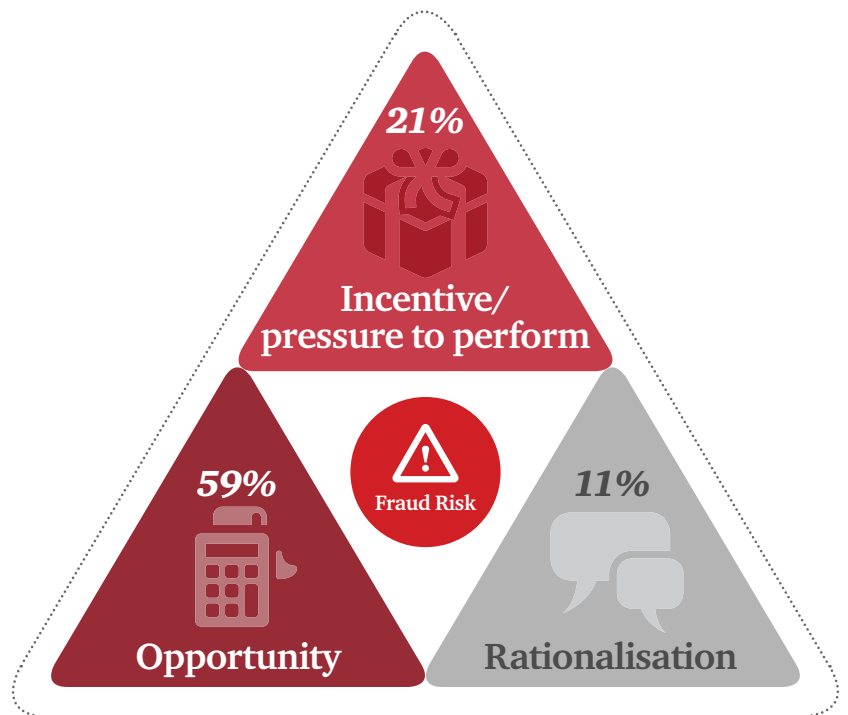 21%
Incentive/
pressure to perform
59%
Opportunity
!
Fraud Risk
11%
Rationalisation